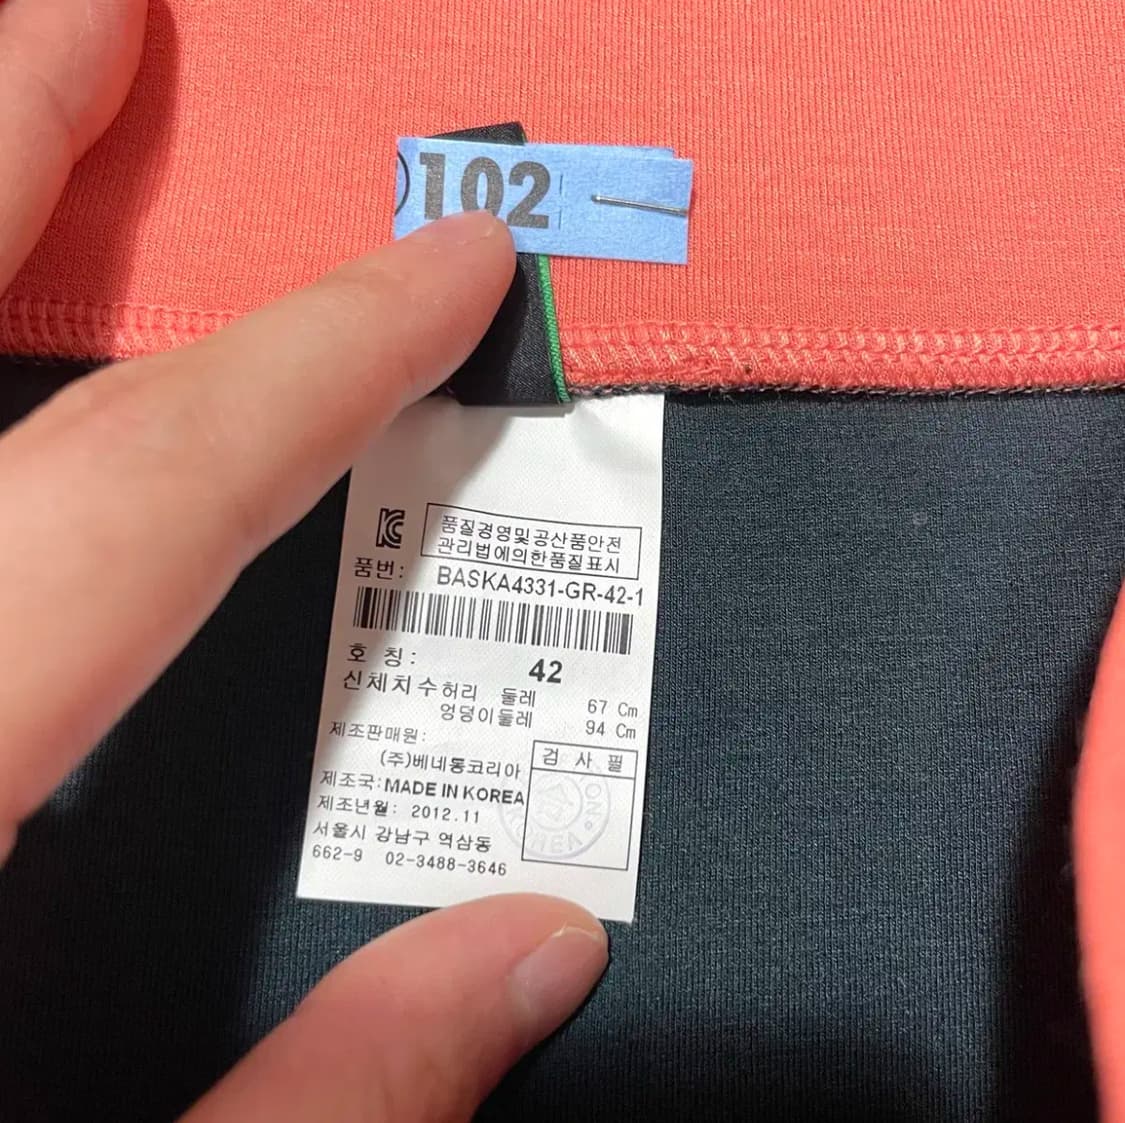 102
품질경영및공산품안전
관리법에의한품질표시
품번: BASKA4331-GR-42-1
호 칭: 42
신체치수허리 둘레 67 Cm
엉덩이둘레 94 Cm
제조판매원:
(주)베네통코리아
검 사 필
제조국:MADE IN KOREA
제조년월: 2012.11
서울시 강남구 역삼동
662-9 02-3488-3646